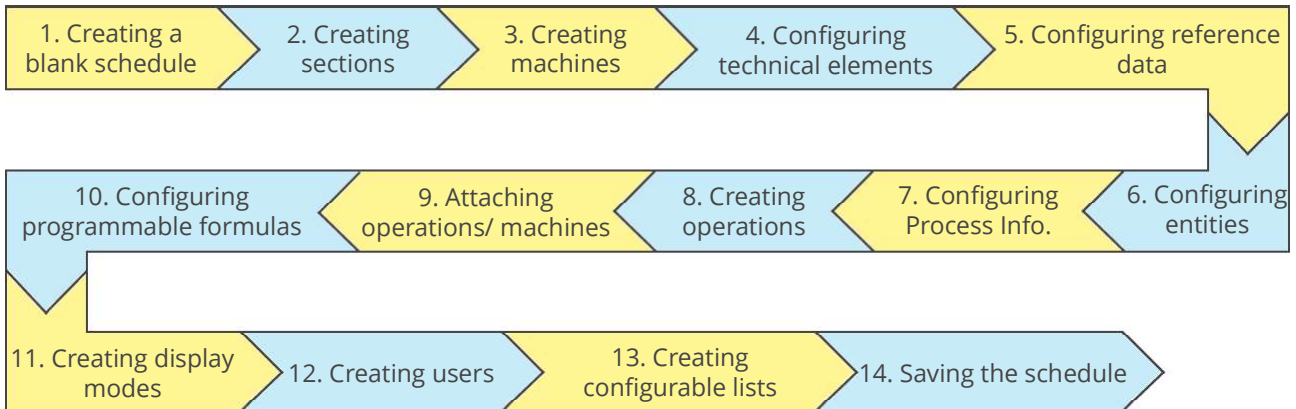 1. Creating a
blank schedule
2. Creating
sections
3. Creating
machines
4. Configuring
technical elements
5. Configuring reference
data
6. Configuring
entities
7. Configuring
Process Info.
8. Creating
operations
9. Attaching
operations/ machines
10. Configuring
programmable formulas
11. Creating display
modes
12. Creating users
13. Creating
configurable lists
14. Saving the schedule